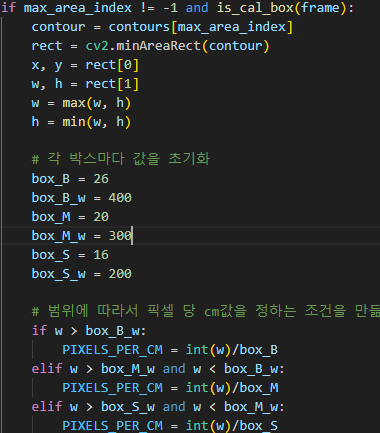 if max_area_index != -1 and is_cal_box(frame):
contour = contours[max_area_index]
rect = cv2.minAreaRect(contour)
x, y = rect[0]
w, h = rect[1]
w = max(w, h)
h = min(w, h)
# 각 박스마다 값을 초기화
box_B = 26
box_B_w = 400
box_M = 20
box_M_w = 300
box_S = 16
box_S_w = 200
# 범위에 따라서 픽셀 당 cm값을 정하는 조건을 만듦
if w > box_B_w:
PIXELS_PER_CM = int(w)/box_B
elif w > box_M_w and w < box_B_w:
PIXELS_PER_CM = int(w)/box_M
elif w > box_S_w and w < box_M_w:
PIXELS_PER_CM = int(w)/box_S